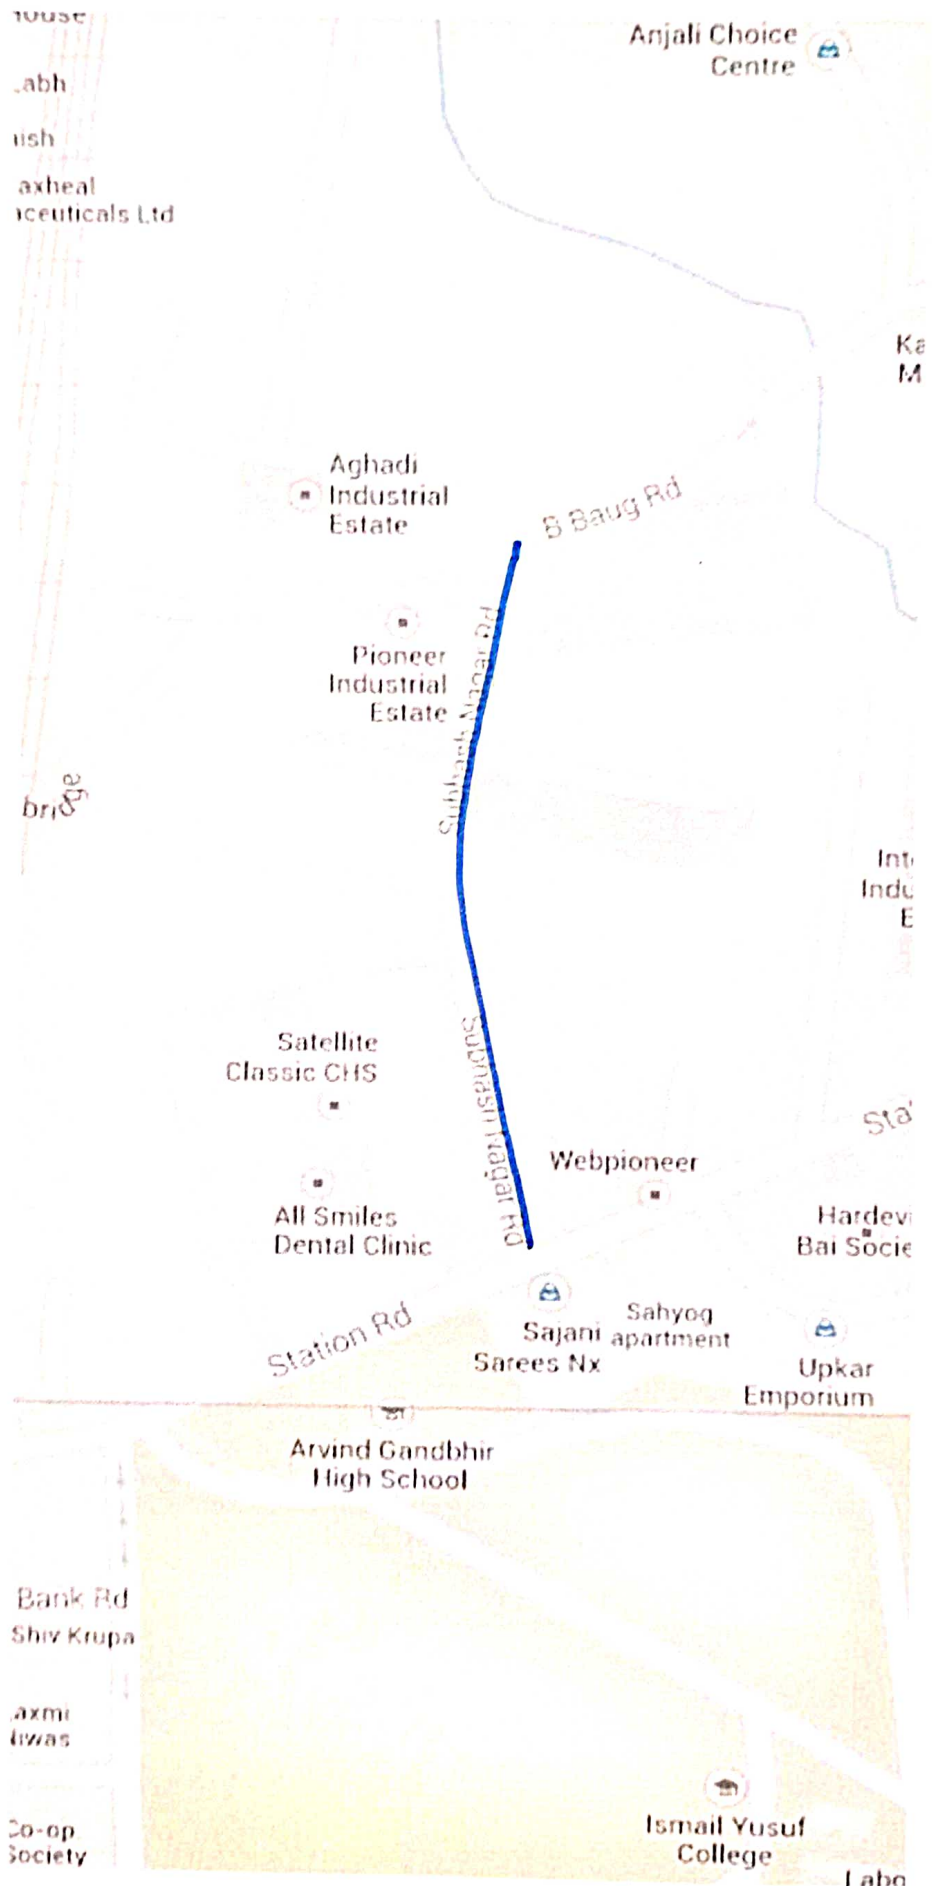 Anjali Choice
Centre
axheal
aceuticals Ltd
Aghadi
Industrial
Estate
B Baug Rd
Pioneer
Industrial
Estate
Subhash Nagar Rd
bridge
Satellite
Classic CHS
Subhash Nagar Rd
Webpioneer
All Smiles
Dental Clinic
Hardevi
Bai Socie
Station Rd
Sajani
Sarees Nx
Sahyog
apartment
Upkar
Emporium
Arvind Gandbhir
High School
Bank Rd
Shiv Krupa
Co-op
Society
Ismail Yusuf
College